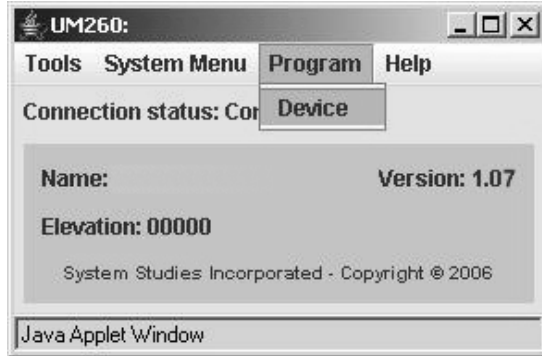 UM260:
Tools System Menu Program Help
Connection status: Device
Name: Version: 1.07
Elevation: 00000
System Studies Incorporated - Copyright © 2006
Java Applet Window